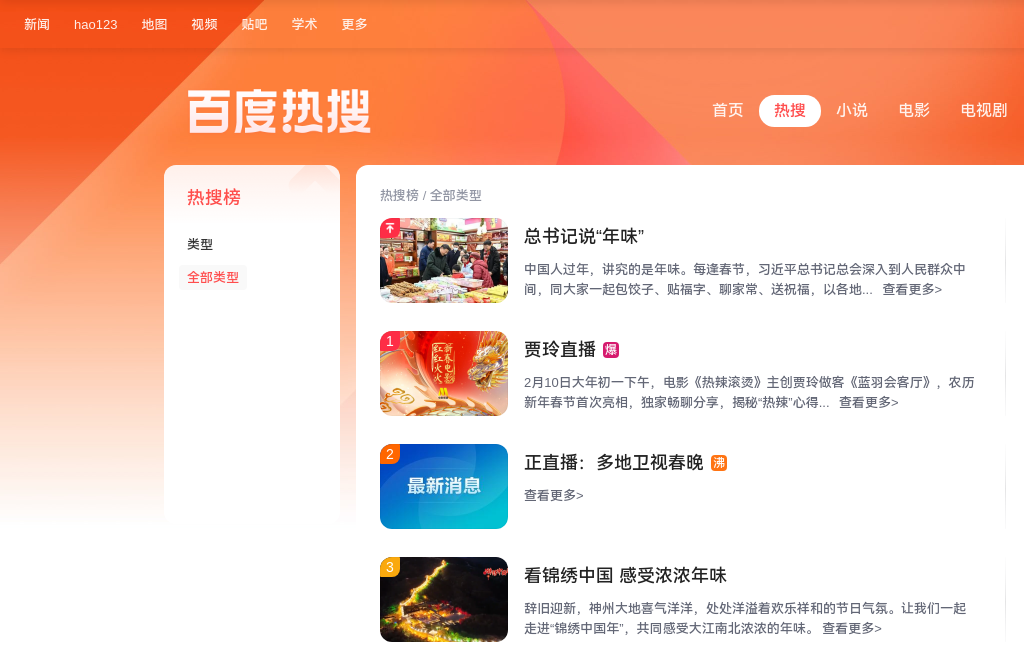 新闻 hao123 地图 视频 贴吧 学术 更多
百度热搜
首页 热搜 小说 电影 电视剧
热搜榜
类型
全部类型
热搜榜 / 全部类型
总书记说“年味”
中国人过年，讲究的是年味。每逢春节，习近平总书记总会深入到人民群众中
间，同大家一起包饺子、贴福字、聊家常、送祝福，以各地... 查看更多>
1
新春电影
红红火火
贾玲直播 爆
2月10日大年初一下午，电影《热辣滚烫》主创贾玲做客《蓝羽会客厅》，农历
新年春节首次亮相，独家畅聊分享，揭秘“热辣”心得... 查看更多>
2
最新消息
正直播：多地卫视春晚 沸
查看更多>
3
看锦绣中国 感受浓浓年味
辞旧迎新，神州大地喜气洋洋，处处洋溢着欢乐祥和的节日气氛。让我们一起
走进“锦绣中国年”，共同感受大江南北浓浓的年味。 查看更多>